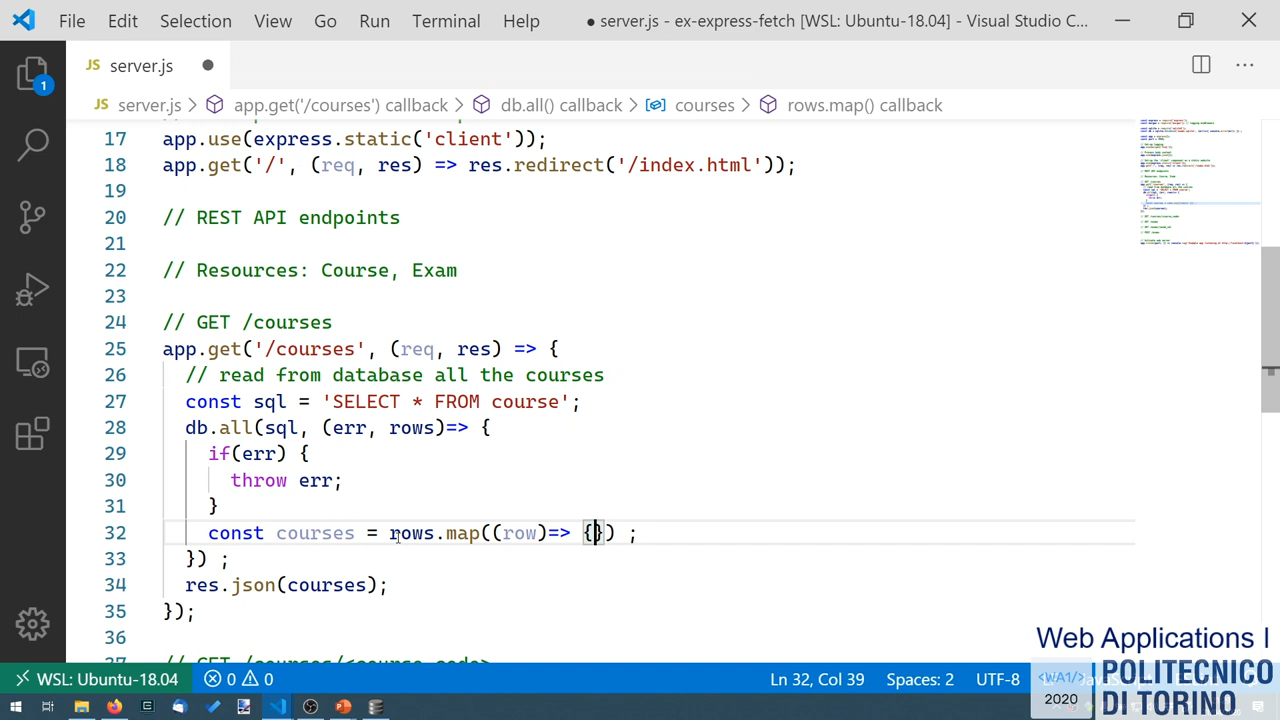 File Edit Selection View Go Run Terminal Help ● server.js - ex-express-fetch [WSL: Ubuntu-18.04] - Visual Studio C...
JS server.js ●
JS server.js > app.get('/courses') callback > db.all() callback > courses > rows.map() callback
1
17 app.use(express.static('client'));
18 app.get('/', (req, res) => res.redirect('/index.html'));
19
20 // REST API endpoints
21
22 // Resources: Course, Exam
23
24 // GET /courses
25 app.get('/courses', (req, res) => {
26 // read from database all the courses
27 const sql = 'SELECT * FROM course';
28 db.all(sql, (err, rows)=> {
29 if(err) {
30 throw err;
31 }
32 const courses = rows.map((row)=> {}) ;
33 }) ;
34 res.json(courses);
35 });
36
37 // GET /courses/<course_code>
WSL: Ubuntu-18.04 0 0 Ln 32, Col 39 Spaces: 2 UTF-8
Web Applications I
<WA1/>
2020
POLITECNICO
DI TORINO